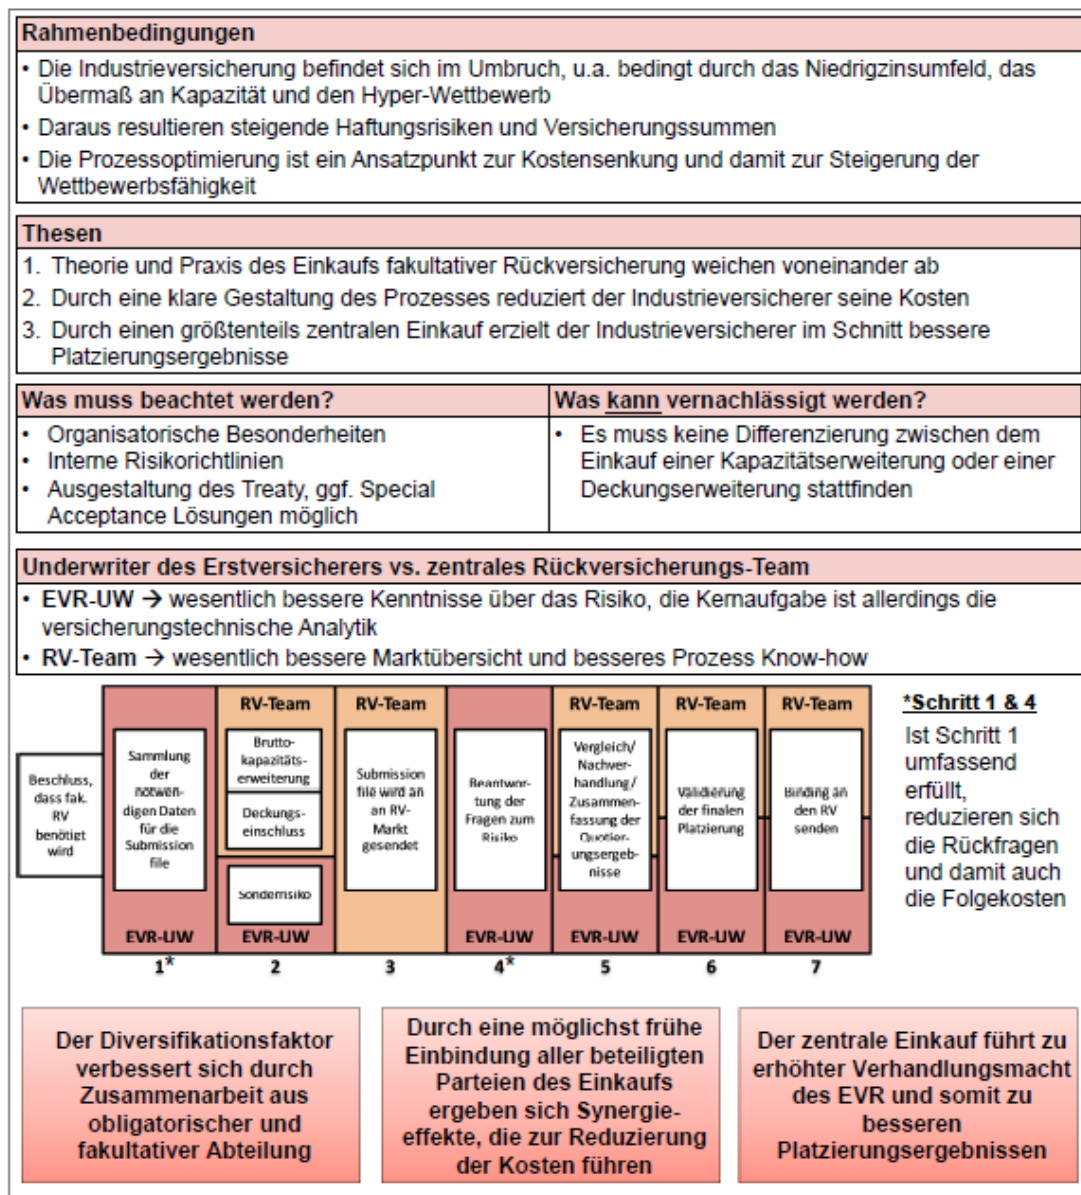 Rahmenbedingungen
• Die Industrieversicherung befindet sich im Umbruch, u.a. bedingt durch das Niedrigzinsumfeld, das
Übermaß an Kapazität und den Hyper-Wettbewerb
• Daraus resultieren steigende Haftungsrisiken und Versicherungssummen
• Die Prozessoptimierung ist ein Ansatzpunkt zur Kostensenkung und damit zur Steigerung der
Wettbewerbsfähigkeit
Thesen
1. Theorie und Praxis des Einkaufs fakultativer Rückversicherung weichen voneinander ab
2. Durch eine klare Gestaltung des Prozesses reduziert der Industrieversicherer seine Kosten
3. Durch einen größtenteils zentralen Einkauf erzielt der Industrieversicherer im Schnitt bessere
Platzierungsergebnisse
Was muss beachtet werden?
• Organisatorische Besonderheiten
• Interne Risikorichtlinien
• Ausgestaltung des Treaty, ggf. Special
Acceptance Lösungen möglich
Was kann vernachlässigt werden?
• Es muss keine Differenzierung zwischen dem
Einkauf einer Kapazitätserweiterung oder einer
Deckungserweiterung stattfinden
Underwriter des Erstversicherers vs. zentrales Rückversicherungs-Team
• EVR-UW → wesentlich bessere Kenntnisse über das Risiko, die Kernaufgabe ist allerdings die
versicherungstechnische Analytik
• RV-Team → wesentlich bessere Marktübersicht und besseres Prozess Know-how
Beschluss,
dass fak.
RV
benötigt
wird
Sammlung
der
notwen-
digen Daten
für die
Submission
file
EVR-UW
1*
RV-Team
Brutto-
kapazitäts-
erweiterung
Deckungs-
einschluss
Sonderrisiko
EVR-UW
2
RV-Team
Submission
file wird an
an RV-
Markt
gesendet
3
Beantwor-
tung der
Fragen zum
Risiko
EVR-UW
4*
RV-Team
Vergleich/
Nachver-
handlung/
Zusammen-
fassung der
Quotier-
ungsergeb-
nisse
EVR-UW
5
RV-Team
Validierung
der finalen
Platzierung
EVR-UW
6
RV-Team
Binding an
den RV
senden
EVR-UW
7
*Schritt 1 & 4
Ist Schritt 1
umfassend
erfüllt,
reduzieren sich
die Rückfragen
und damit auch
die Folgekosten
Der Diversifikationsfaktor
verbessert sich durch
Zusammenarbeit aus
obligatorischer und
fakultativer Abteilung
Durch eine möglichst frühe
Einbindung aller beteiligten
Parteien des Einkaufs
ergeben sich Synergie-
effekte, die zur Reduzierung
der Kosten führen
Der zentrale Einkauf führt zu
erhöhter Verhandlungsmacht
des EVR und somit zu
besseren
Platzierungsergebnissen